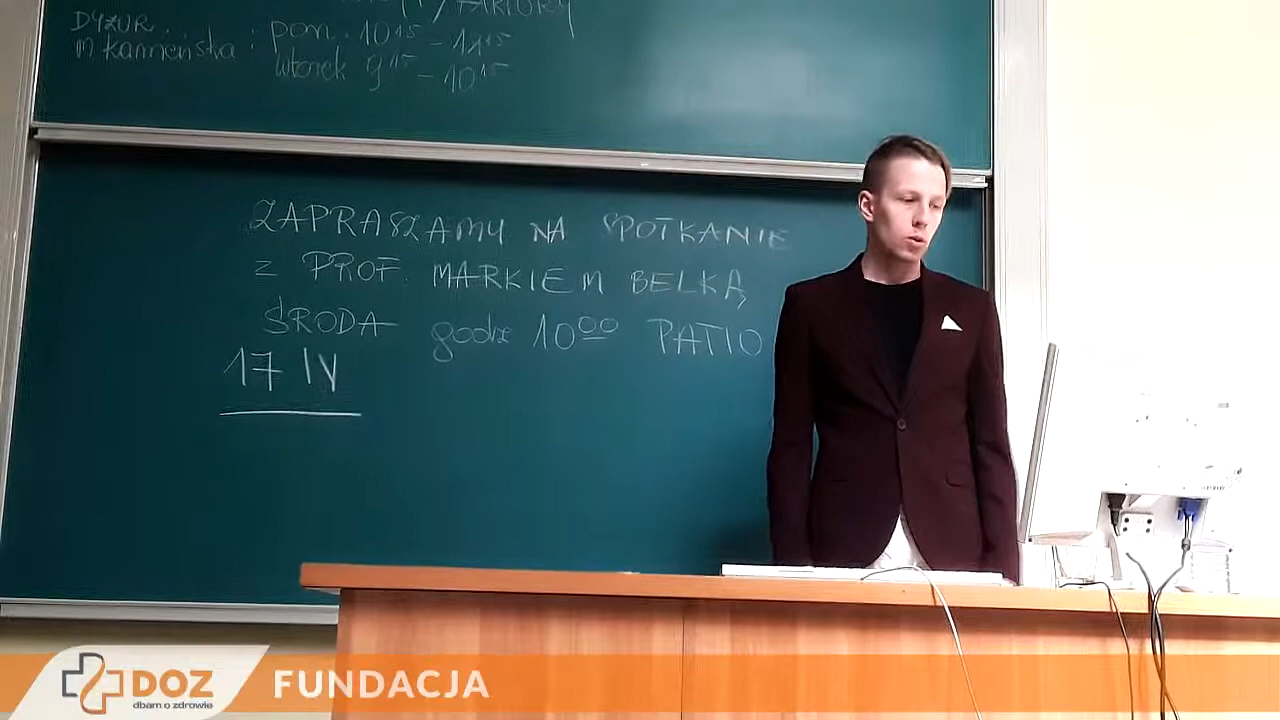 DYŻUR
M Kamieńska : pon. 10¹⁵ - 11¹⁵
wtorek 9¹⁵ - 10¹⁵
ZAPRASZAMY NA SPOTKANIE
Z PROF. MARKIEM BELKĄ
ŚRODA godz 10⁰⁰ PATIO
17 IV
DOZ
dbam o zdrowie
FUNDACJA